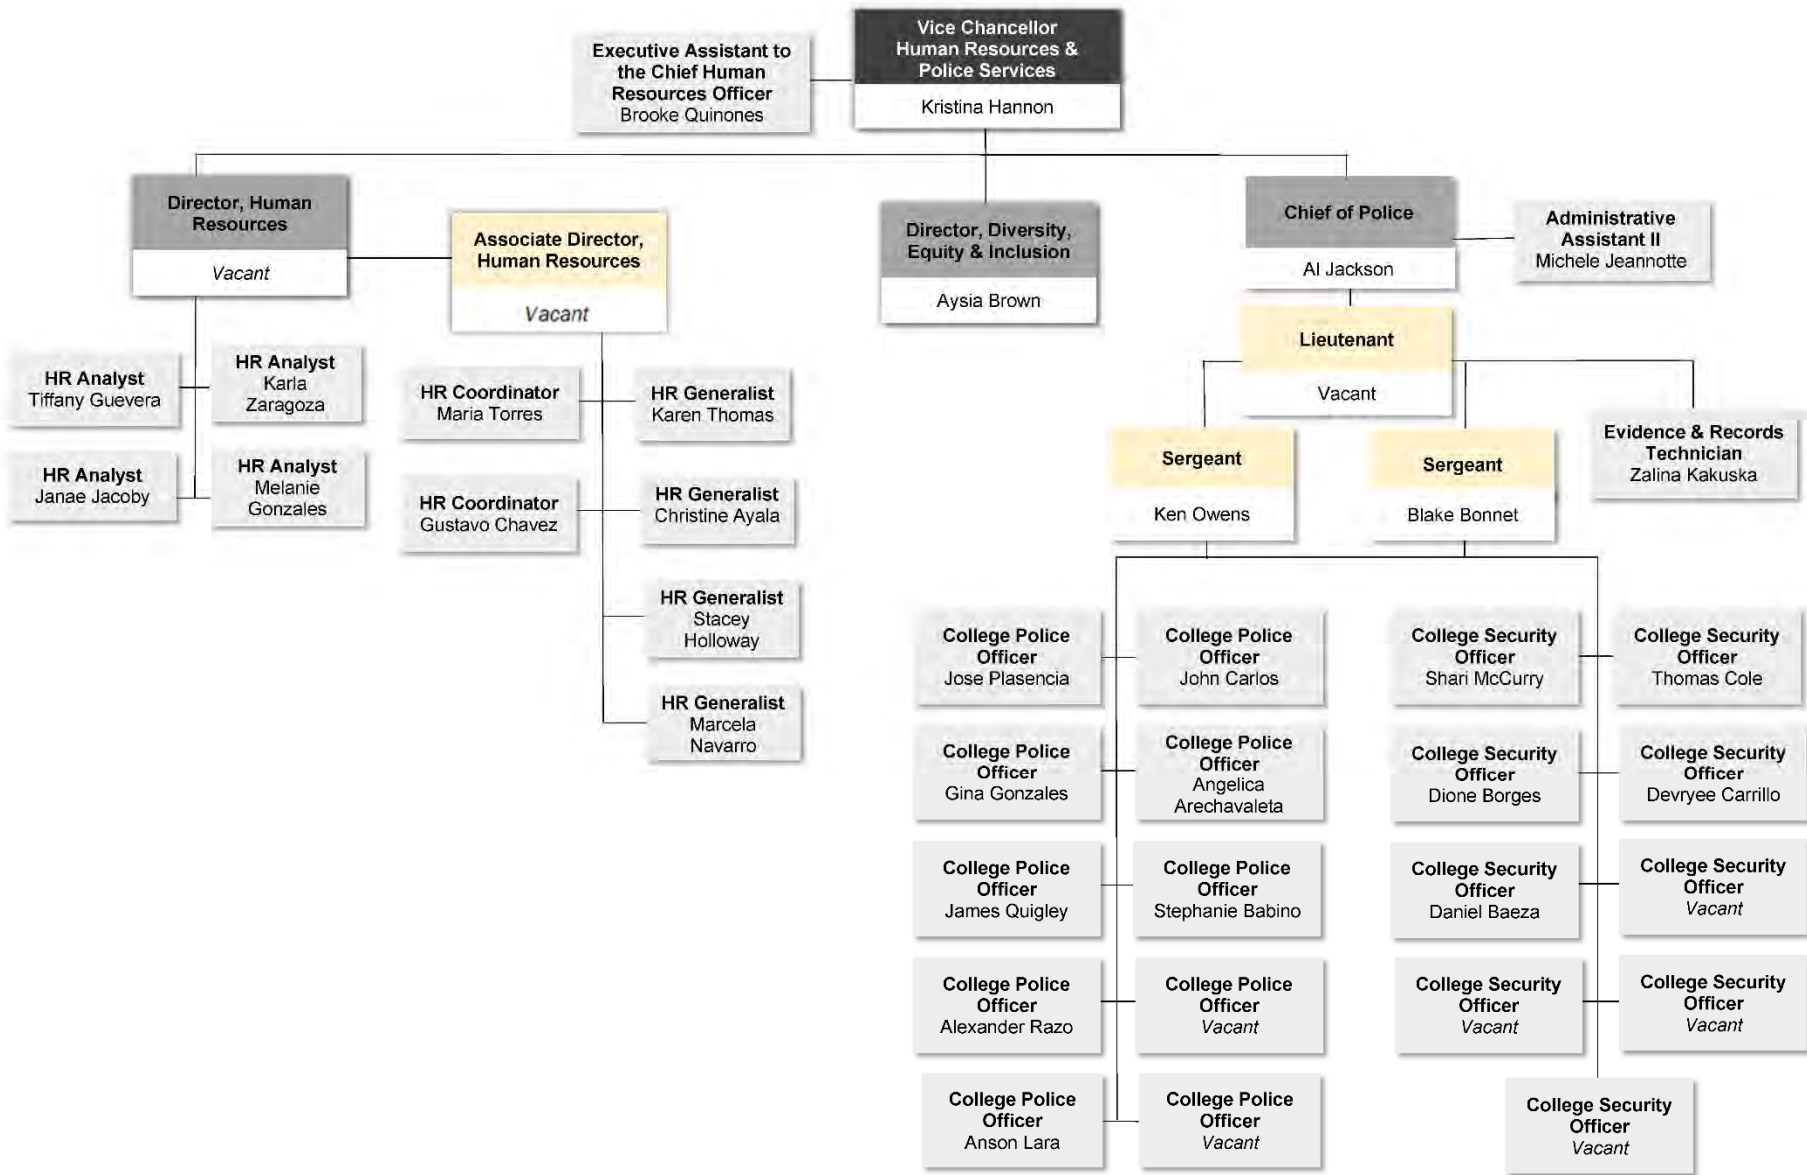 Vice Chancellor
Human Resources &
Police Services
Kristina Hannon
Executive Assistant to
the Chief Human
Resources Officer
Brooke Quinones
Director, Human
Resources
Vacant
Associate Director,
Human Resources
Vacant
Director, Diversity,
Equity & Inclusion
Aysia Brown
Chief of Police
Al Jackson
Administrative
Assistant II
Michele Jeannotte
Lieutenant
Vacant
HR Analyst
Tiffany Guevera
HR Analyst
Karla
Zaragoza
HR Analyst
Janae Jacoby
HR Analyst
Melanie
Gonzales
HR Coordinator
Maria Torres
HR Generalist
Karen Thomas
HR Coordinator
Gustavo Chavez
HR Generalist
Christine Ayala
HR Generalist
Stacey
Holloway
HR Generalist
Marcela
Navarro
Sergeant
Ken Owens
Sergeant
Blake Bonnet
Evidence & Records
Technician
Zalina Kakuska
College Police
Officer
Jose Plasencia
College Police
Officer
John Carlos
College Police
Officer
Gina Gonzales
College Police
Officer
Angelica
Arechavaleta
College Police
Officer
James Quigley
College Police
Officer
Stephanie Babino
College Police
Officer
Alexander Razo
College Police
Officer
Vacant
College Police
Officer
Anson Lara
College Police
Officer
Vacant
College Security
Officer
Shari McCurry
College Security
Officer
Thomas Cole
College Security
Officer
Dione Borges
College Security
Officer
Devryee Carrillo
College Security
Officer
Daniel Baeza
College Security
Officer
Vacant
College Security
Officer
Vacant
College Security
Officer
Vacant
College Security
Officer
Vacant